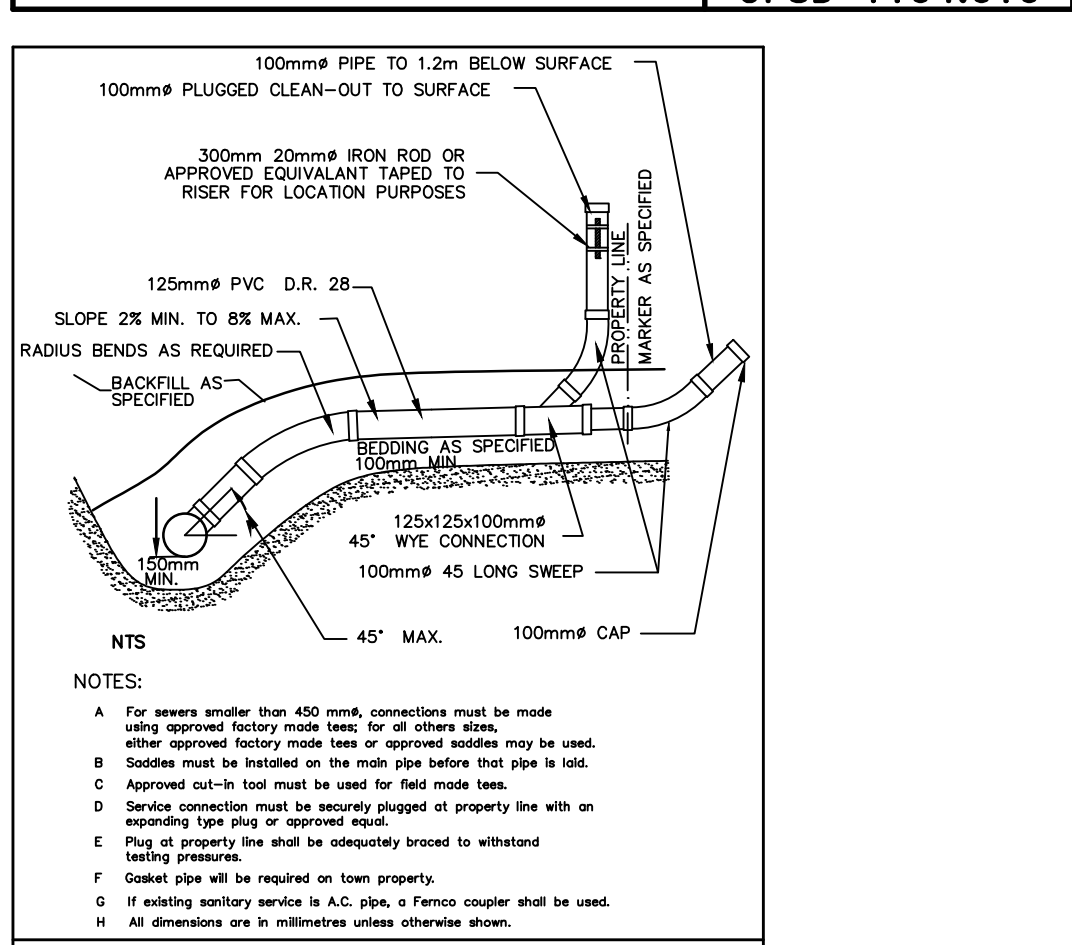 100mmø PIPE TO 1.2m BELOW SURFACE
100mmø PLUGGED CLEAN-OUT TO SURFACE
300mm 20mmø IRON ROD OR
APPROVED EQUIVALANT TAPED TO
RISER FOR LOCATION PURPOSES
PROPERTY LINE
MARKER AS SPECIFIED
125mmø PVC D.R. 28
SLOPE 2% MIN. TO 8% MAX.
RADIUS BENDS AS REQUIRED
BACKFILL AS
SPECIFIED
BEDDING AS SPECIFIED
100mm MIN
125x125x100mmø
45° WYE CONNECTION
150mm
MIN.
100mmø 45 LONG SWEEP
45° MAX.
100mmø CAP
NTS
NOTES:
A For sewers smaller than 450 mmø, connections must be made
using approved factory made tees; for all others sizes,
either approved factory made tees or approved saddles may be used.
B Saddles must be installed on the main pipe before that pipe is laid.
C Approved cut-in tool must be used for field made tees.
D Service connection must be securely plugged at property line with an
expanding type plug or approved equal.
E Plug at property line shall be adequately braced to withstand
testing pressures.
F Gasket pipe will be required on town property.
G If existing sanitary service is A.C. pipe, a Fernco coupler shall be used.
H All dimensions are in millimetres unless otherwise shown.